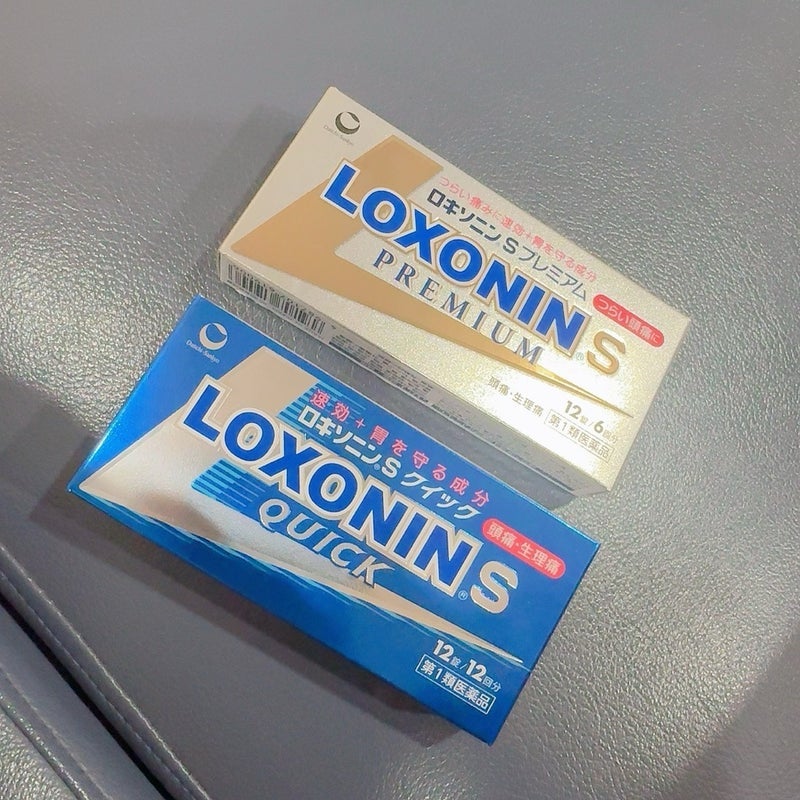 Daiichi-Sankyo
つらい痛みに速効+胃を守る成分
ロキソニンSプレミアム
LOXONIN®S
PREMIUM
つらい頭痛に
頭痛・生理痛
12錠/6回分
第1類医薬品
Daiichi-Sankyo
速効+胃を守る成分
ロキソニン®Sクイック
LOXONIN®S
QUICK
頭痛・生理痛
12錠/12回分
第1類医薬品